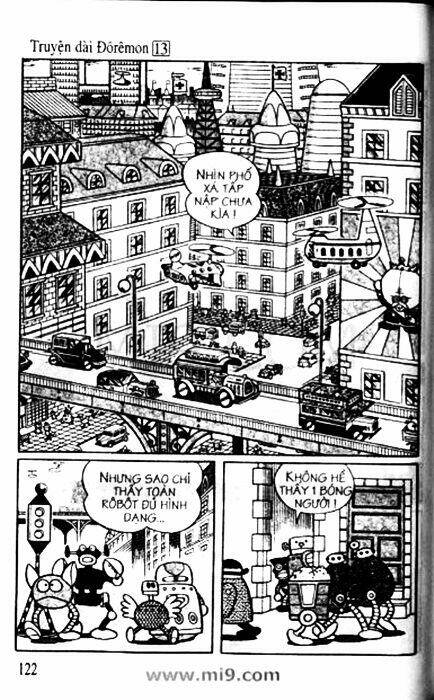 Truyện dài Đôrêmon 13
NHÌN PHỐ
XÁ TẤP
NẬP CHƯA
KÌA !
NHƯNG SAO CHỈ
THẤY TOÀN
RÔBỐT ĐỦ HÌNH
DẠNG...
KHÔNG HỀ
THẤY 1 BÓNG
NGƯỜI !
122
www.mi9.com